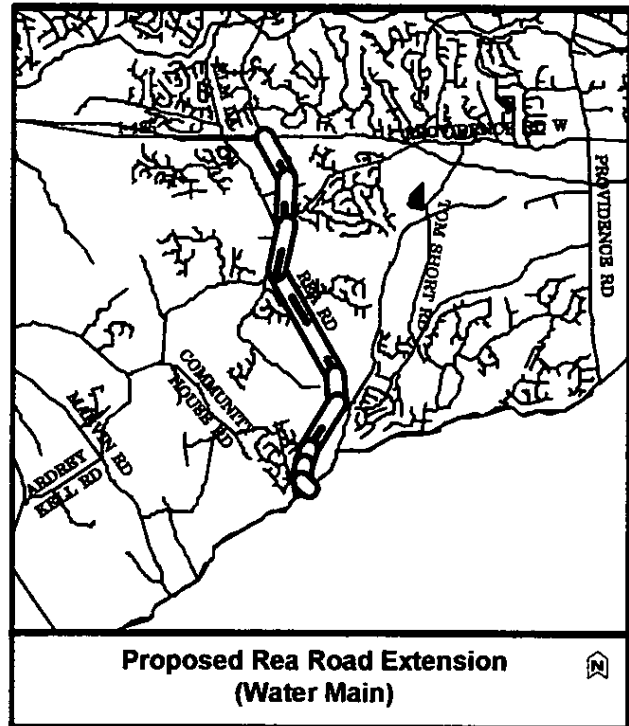 PROVIDENCE RD W
PROVIDENCE RD
TOM SHORT RD
REA RD
COMMUNITY
HOUSE RD
MARVIN RD
ARDREY
KELL RD
Proposed Rea Road Extension
(Water Main)
N